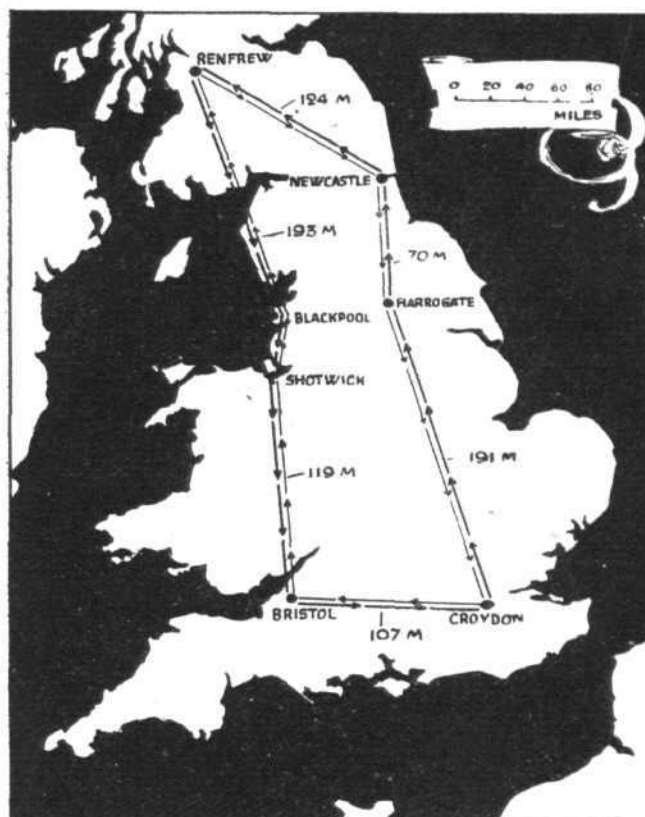 RENFREW
0 20 40 60 80
MILES
124 M
NEWCASTLE
193 M
70 M
HARROGATE
BLACKPOOL
SHOTWICK
119 M
191 M
BRISTOL
CROYDON
107 M